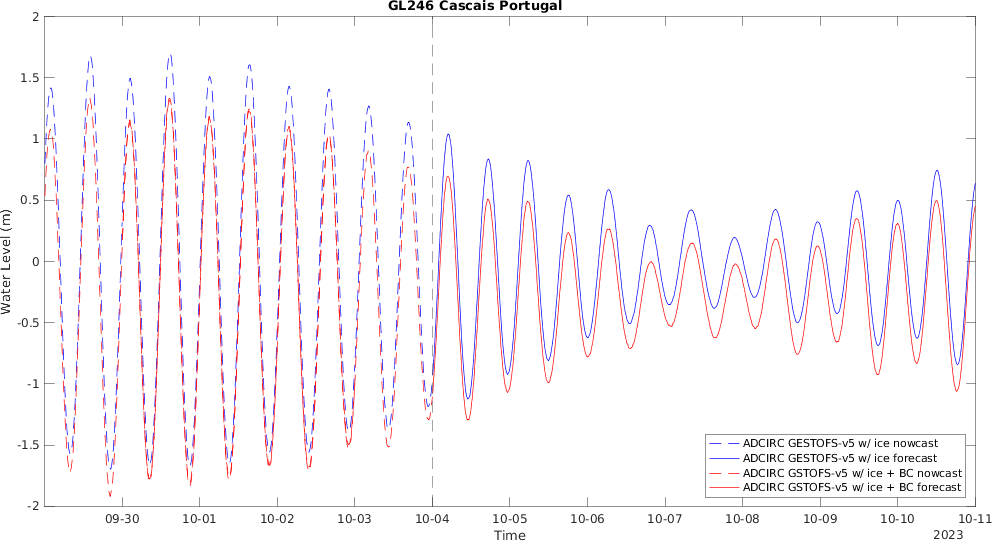 GL246 Cascais Portugal
Water Level (m)
2
1.5
1
0.5
0
-0.5
-1
-1.5
-2
ADCIRC GESTOFS-v5 w/ ice nowcast
ADCIRC GESTOFS-v5 w/ ice forecast
ADCIRC GSTOFS-v5 w/ ice + BC nowcast
ADCIRC GSTOFS-v5 w/ ice + BC forecast
09-30 10-01 10-02 10-03 10-04 10-05 10-06 10-07 10-08 10-09 10-10 10-11
Time
2023